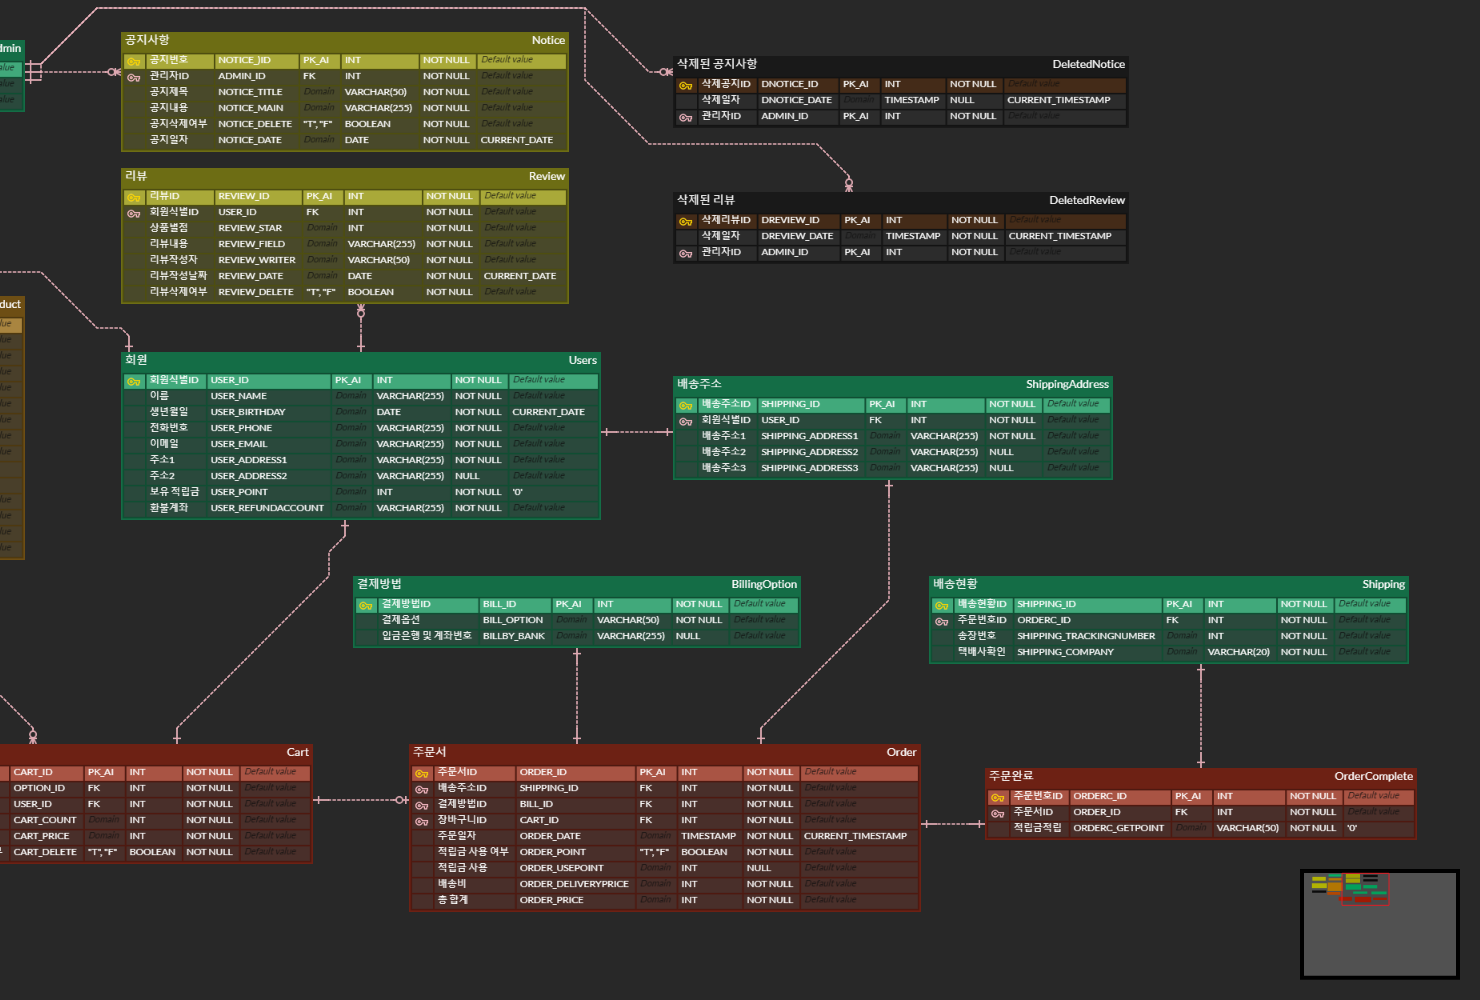 dmin
alue
alue
alue
공지사항 Notice
공지번호 NOTICE_)ID PK_AI INT NOT NULL Default value
관리자ID ADMIN_ID FK INT NOT NULL Default value
공지제목 NOTICE_TITLE Domain VARCHAR(50) NOT NULL Default value
공지내용 NOTICE_MAIN Domain VARCHAR(255) NOT NULL Default value
공지삭제여부 NOTICE_DELETE "T", "F" BOOLEAN NOT NULL Default value
공지일자 NOTICE_DATE Domain DATE NOT NULL CURRENT_DATE
삭제된 공지사항 DeletedNotice
삭제공지ID DNOTICE_ID PK_AI INT NOT NULL Default value
삭제일자 DNOTICE_DATE Domain TIMESTAMP NULL CURRENT_TIMESTAMP
관리자ID ADMIN_ID PK_AI INT NOT NULL Default value
리뷰 Review
리뷰ID REVIEW_ID PK_AI INT NOT NULL Default value
회원식별ID USER_ID FK INT NOT NULL Default value
상품별점 REVIEW_STAR Domain INT NOT NULL Default value
리뷰내용 REVIEW_FIELD Domain VARCHAR(255) NOT NULL Default value
리뷰작성자 REVIEW_WRITER Domain VARCHAR(50) NOT NULL Default value
리뷰작성날짜 REVIEW_DATE Domain DATE NOT NULL CURRENT_DATE
리뷰삭제여부 REVIEW_DELETE "T", "F" BOOLEAN NOT NULL Default value
삭제된 리뷰 DeletedReview
삭제리뷰ID DREVIEW_ID PK_AI INT NOT NULL Default value
삭제일자 DREVIEW_DATE Domain TIMESTAMP NOT NULL CURRENT_TIMESTAMP
관리자ID ADMIN_ID PK_AI INT NOT NULL Default value
duct
lue
lue
lue
lue
lue
lue
lue
lue
lue
lue
lue
lue
회원 Users
회원식별ID USER_ID PK_AI INT NOT NULL Default value
이름 USER_NAME Domain VARCHAR(255) NOT NULL Default value
생년월일 USER_BIRTHDAY Domain DATE NOT NULL CURRENT_DATE
전화번호 USER_PHONE Domain VARCHAR(255) NOT NULL Default value
이메일 USER_EMAIL Domain VARCHAR(255) NOT NULL Default value
주소1 USER_ADDRESS1 Domain VARCHAR(255) NOT NULL Default value
주소2 USER_ADDRESS2 Domain VARCHAR(255) NULL Default value
보유 적립금 USER_POINT Domain INT NOT NULL '0'
환불계좌 USER_REFUNDACCOUNT Domain VARCHAR(255) NOT NULL Default value
배송주소 ShippingAddress
배송주소ID SHIPPING_ID PK_AI INT NOT NULL Default value
회원식별ID USER_ID FK INT NOT NULL Default value
배송주소1 SHIPPING_ADDRESS1 Domain VARCHAR(255) NOT NULL Default value
배송주소2 SHIPPING_ADDRESS2 Domain VARCHAR(255) NULL Default value
배송주소3 SHIPPING_ADDRESS3 Domain VARCHAR(255) NULL Default value
결제방법 BillingOption
결제방법ID BILL_ID PK_AI INT NOT NULL Default value
결제옵션 BILL_OPTION Domain VARCHAR(50) NOT NULL Default value
입금은행 및 계좌번호 BILLBY_BANK Domain VARCHAR(255) NULL Default value
배송현황 Shipping
배송현황ID SHIPPING_ID PK_AI INT NOT NULL Default value
주문번호ID ORDERC_ID FK INT NOT NULL Default value
송장번호 SHIPPING_TRACKINGNUMBER Domain INT NOT NULL Default value
택배사확인 SHIPPING_COMPANY Domain VARCHAR(20) NOT NULL Default value
Cart
CART_ID PK_AI INT NOT NULL Default value
OPTION_ID FK INT NOT NULL Default value
USER_ID FK INT NOT NULL Default value
CART_COUNT Domain INT NOT NULL Default value
CART_PRICE Domain INT NOT NULL Default value
CART_DELETE "T", "F" BOOLEAN NOT NULL Default value
주문서 Order
주문서ID ORDER_ID PK_AI INT NOT NULL Default value
배송주소ID SHIPPING_ID FK INT NOT NULL Default value
결제방법ID BILL_ID FK INT NOT NULL Default value
장바구니ID CART_ID FK INT NOT NULL Default value
주문일자 ORDER_DATE Domain TIMESTAMP NOT NULL CURRENT_TIMESTAMP
적립금 사용 여부 ORDER_POINT "T", "F" BOOLEAN NOT NULL Default value
적립금 사용 ORDER_USEPOINT Domain INT NULL Default value
배송비 ORDER_DELIVERYPRICE Domain INT NOT NULL Default value
총 합계 ORDER_PRICE Domain INT NOT NULL Default value
주문완료 OrderComplete
주문번호ID ORDERC_ID PK_AI INT NOT NULL Default value
주문서ID ORDER_ID FK INT NOT NULL Default value
적립금적립 ORDERC_GETPOINT Domain VARCHAR(50) NOT NULL '0'